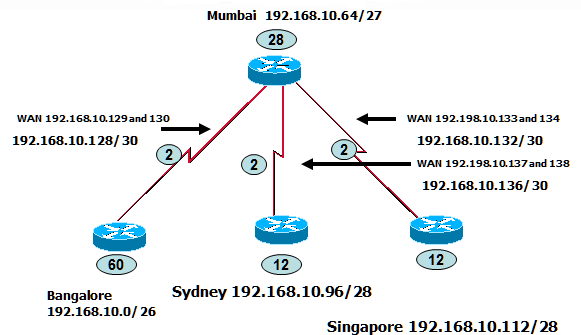 Mumbai 192.168.10.64/27
28
WAN 192.168.10.129 and 130
192.168.10.128/30
WAN 192.198.10.133 and 134
192.168.10.132/30
2
2
2
WAN 192.198.10.137 and 138
192.168.10.136/30
60
12
12
Bangalore
192.168.10.0/26
Sydney 192.168.10.96/28
Singapore 192.168.10.112/28